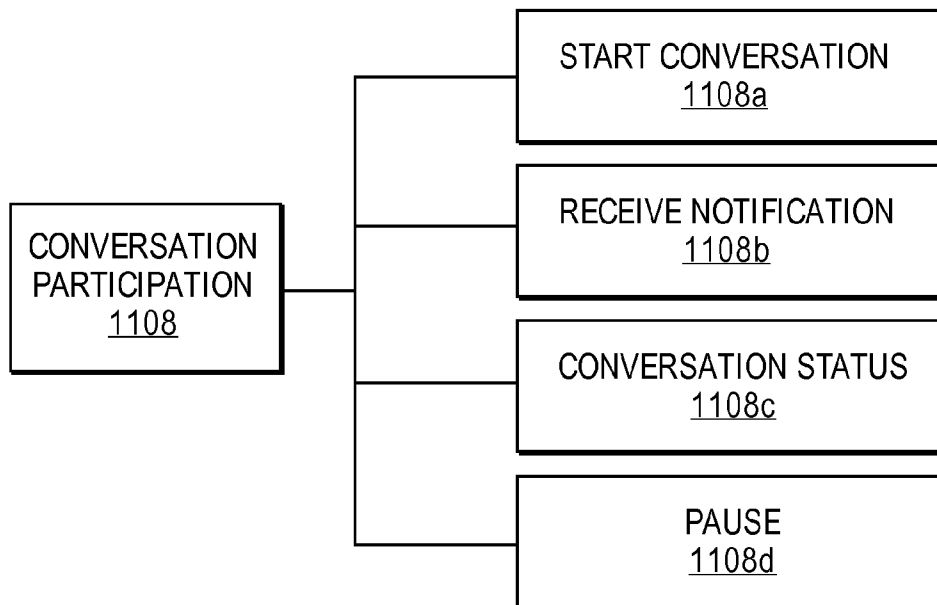 CONVERSATION
PARTICIPATION
1108
START CONVERSATION
1108a
RECEIVE NOTIFICATION
1108b
CONVERSATION STATUS
1108c
PAUSE
1108d